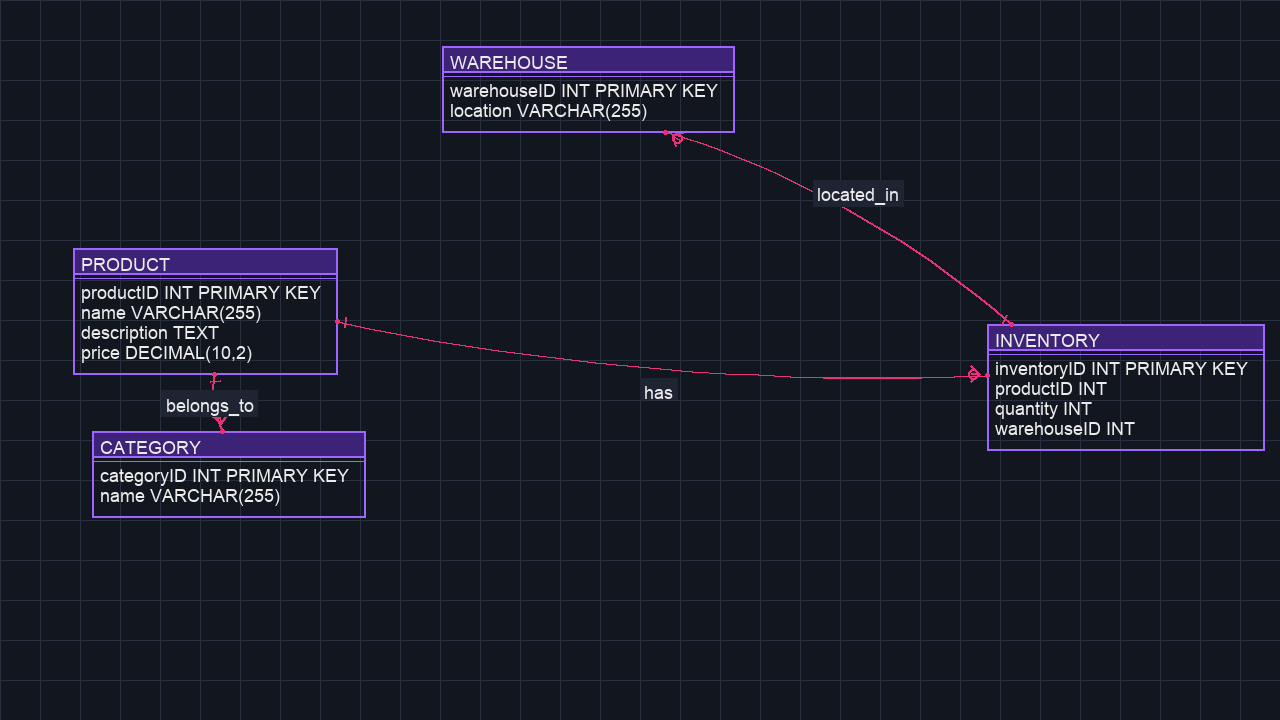 WAREHOUSE
warehouseID INT PRIMARY KEY
location VARCHAR(255)
located_in
PRODUCT
productID INT PRIMARY KEY
name VARCHAR(255)
description TEXT
price DECIMAL(10,2)
INVENTORY
inventoryID INT PRIMARY KEY
productID INT
quantity INT
warehouseID INT
has
belongs_to
CATEGORY
categoryID INT PRIMARY KEY
name VARCHAR(255)